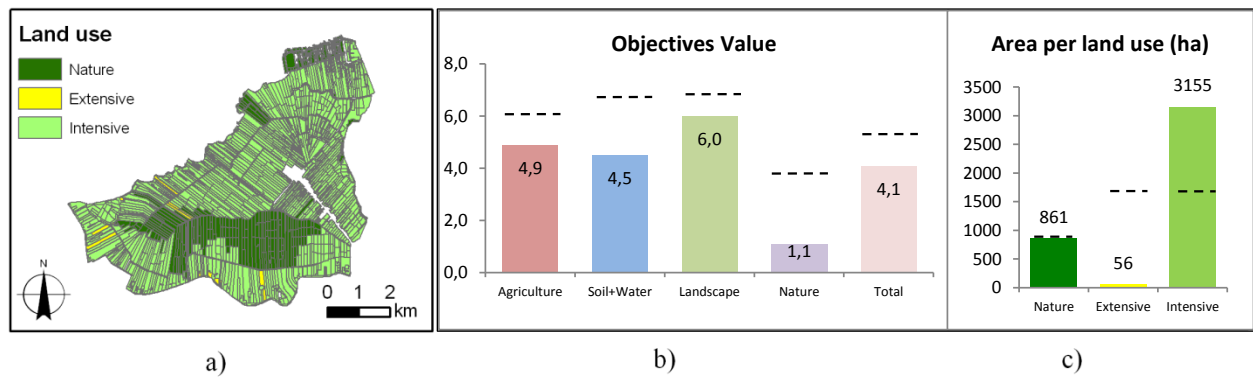 Land use
Nature
Extensive
Intensive
N
0 1 2
km
Objectives Value
8,0
6,0
4,0
2,0
0,0
4,9
4,5
6,0
1,1
4,1
Agriculture Soil+Water Landscape Nature Total
Area per land use (ha)
3500
3000
2500
2000
1500
1000
500
0
861
56
3155
Nature Extensive Intensive
a) b) c)